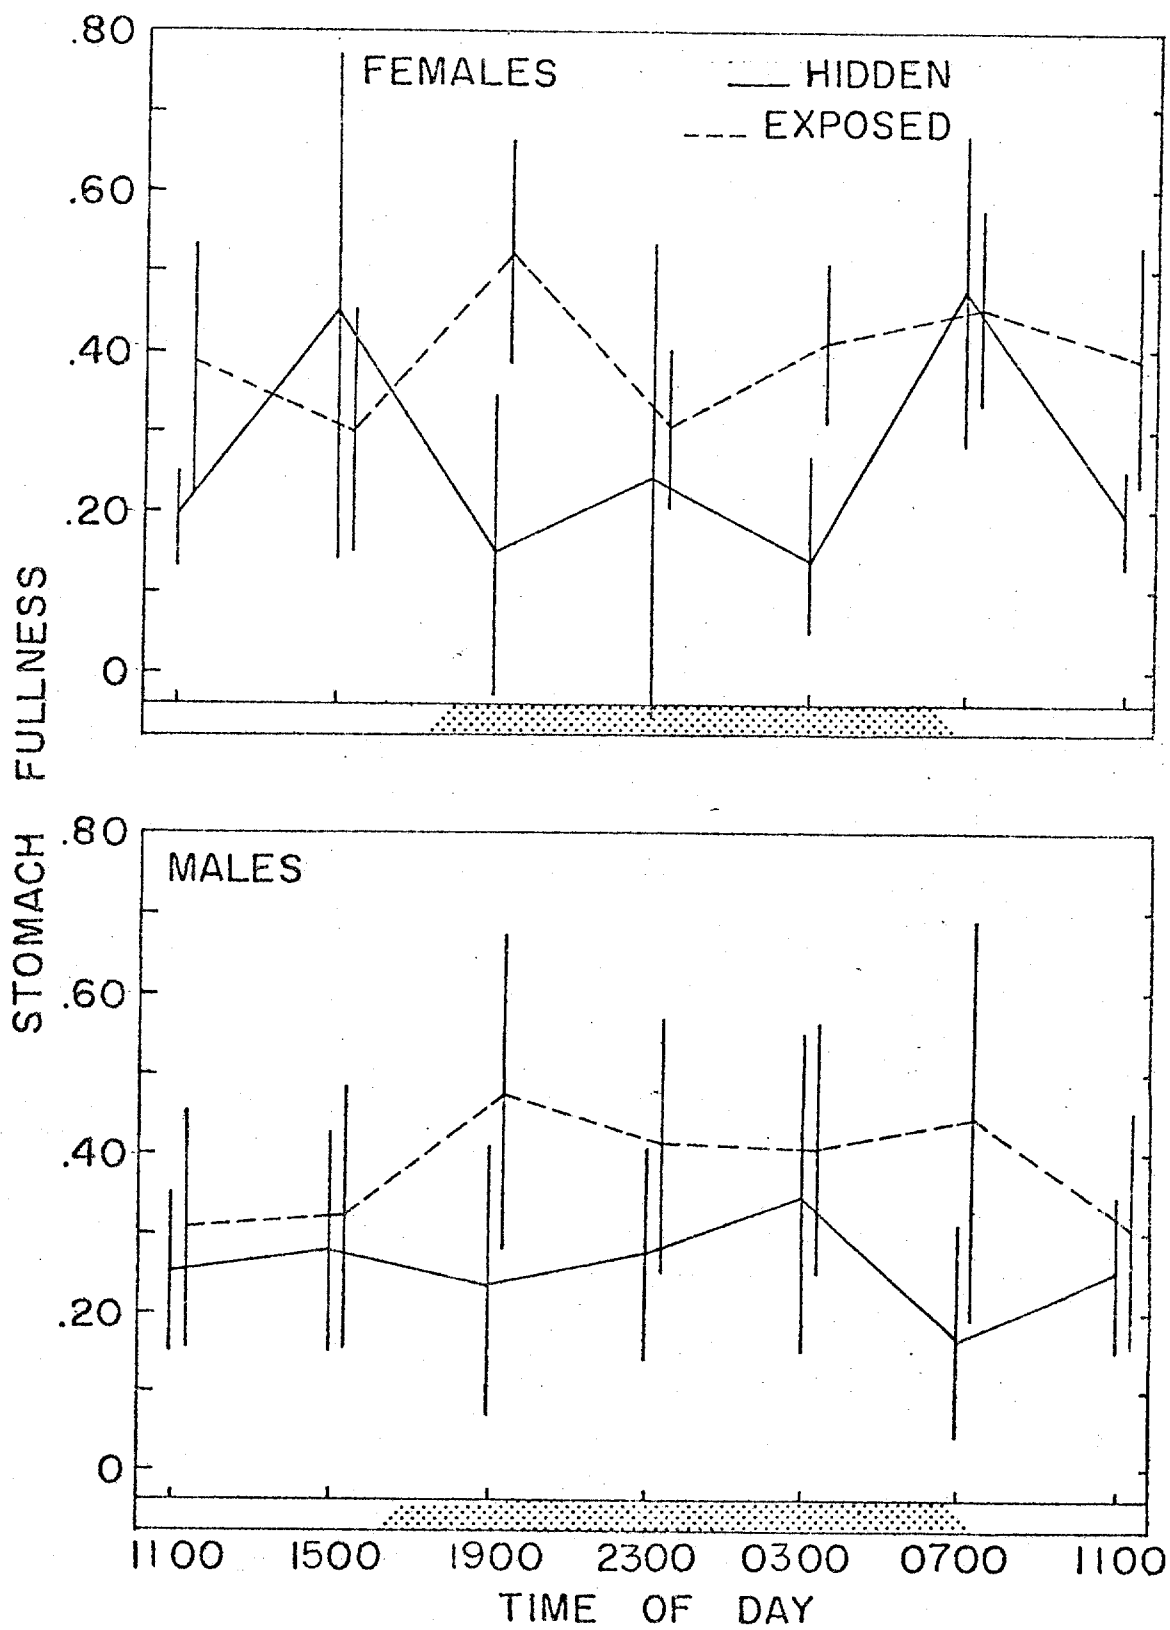 .80
FEMALES
HIDDEN
EXPOSED
.60
.40
.20
0
STOMACH FULLNESS
.80
MALES
.60
.40
.20
0
1100 1500 1900 2300 0300 0700 1100
TIME OF DAY